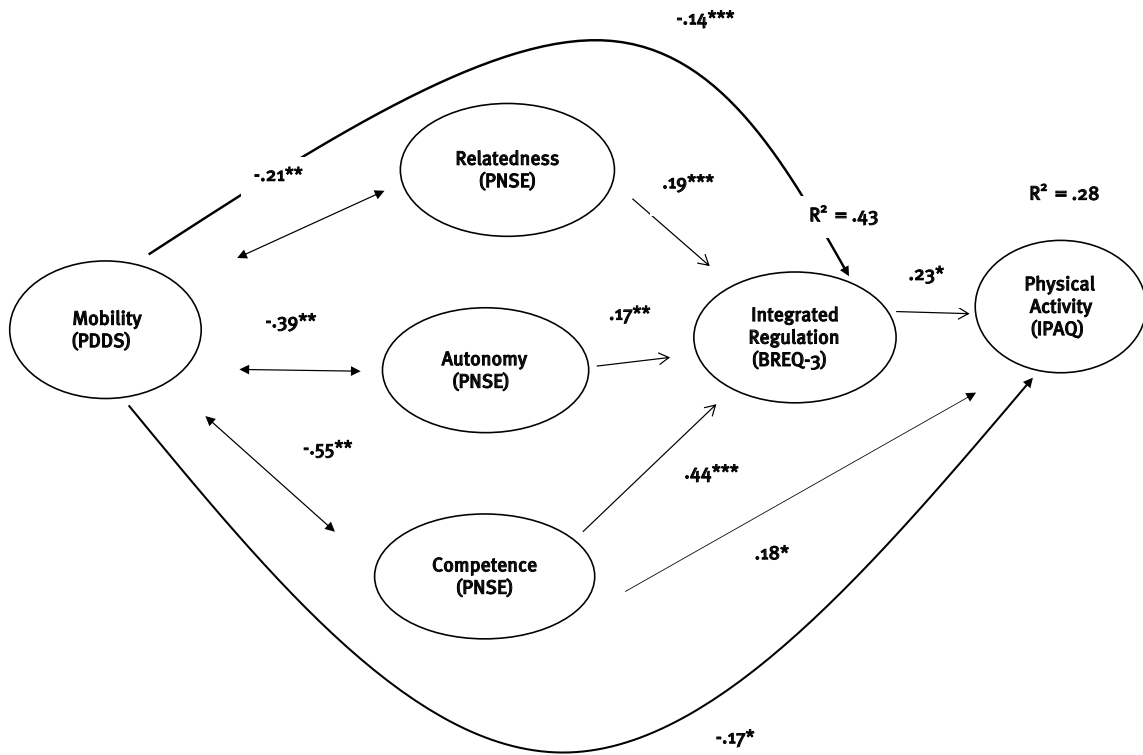 -.14***
Relatedness
(PNSE)
-.21**
.19***
R² = .28
R² = .43
Mobility
(PDDS)
-.39**
Autonomy
(PNSE)
.17**
Integrated
Regulation
(BREQ-3)
.23*
Physical
Activity
(IPAQ)
-.55**
.44***
Competence
(PNSE)
.18*
-.17*